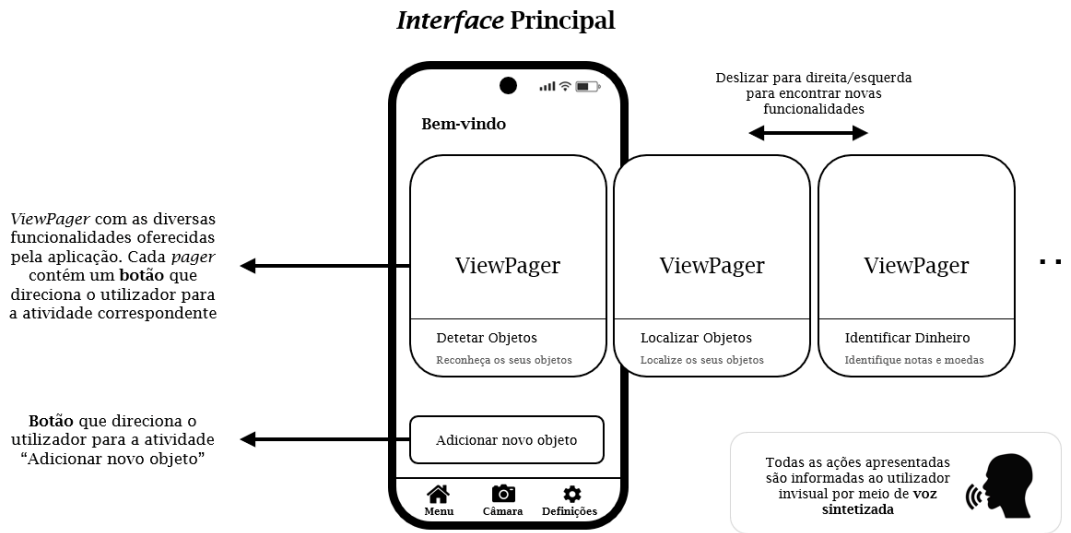 Interface Principal
Deslizar para direita/esquerda
para encontrar novas
funcionalidades
Bem-vindo
ViewPager com as diversas
funcionalidades oferecidas
pela aplicação. Cada pager
contém um botão que
direciona o utilizador para
a atividade correspondente
ViewPager
Detetar Objetos
Reconheça os seus objetos
ViewPager
Localizar Objetos
Localize os seus objetos
ViewPager
Identificar Dinheiro
Identifique notas e moedas
. .
Botão que direciona o
utilizador para a atividade
“Adicionar novo objeto”
Adicionar novo objeto
Menu
Câmara
Definições
Todas as ações apresentadas
são informadas ao utilizador
invisual por meio de voz
sintetizada